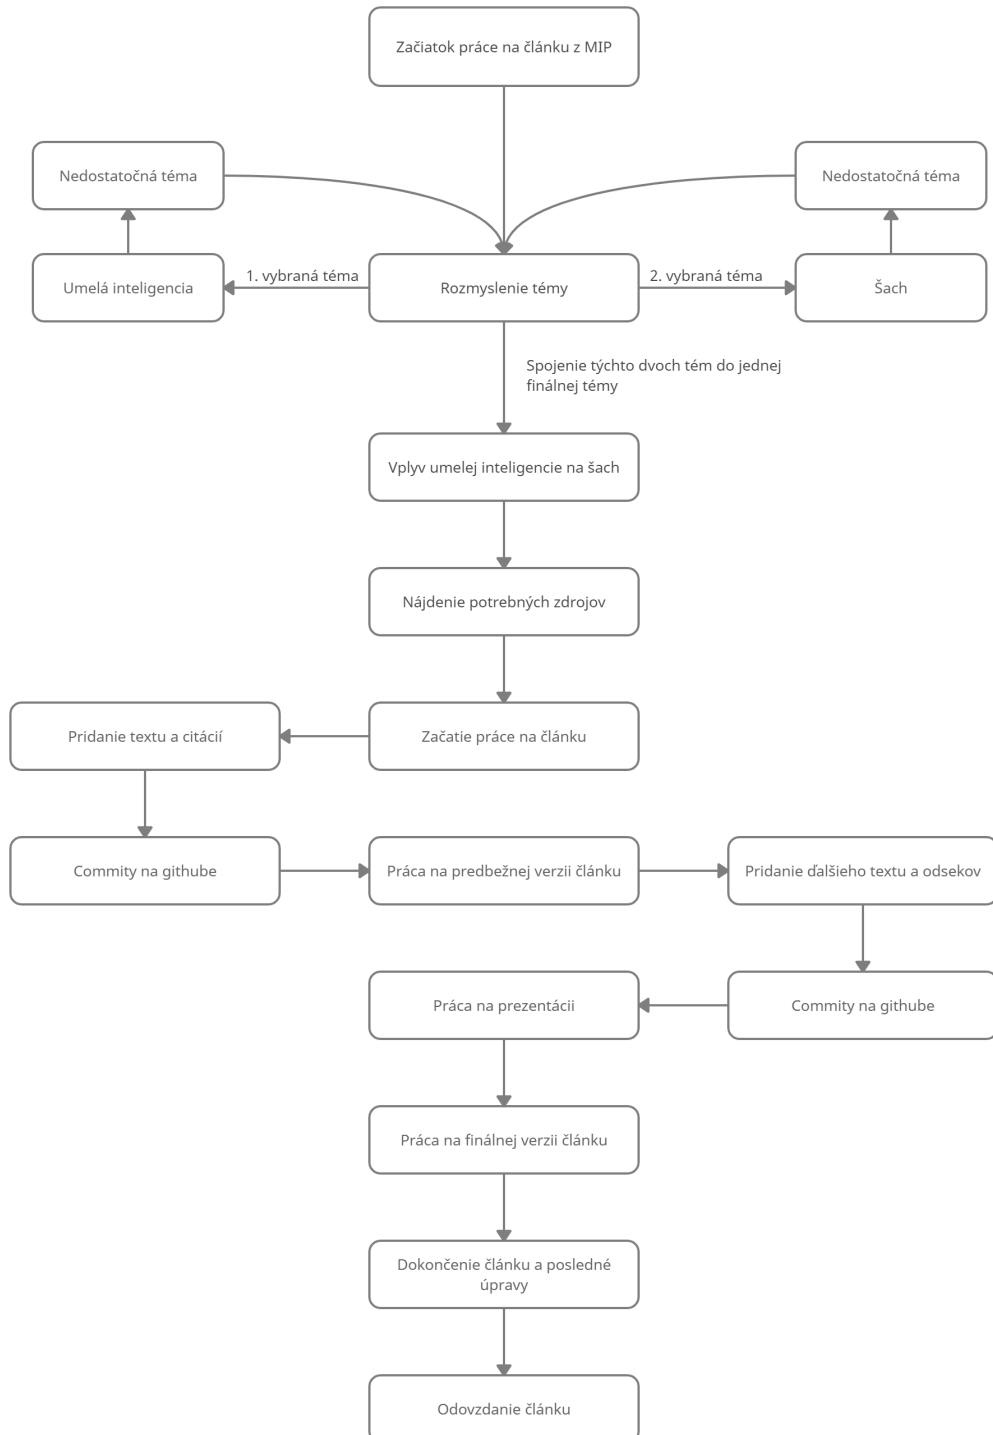 Začiatok práce na článku z MIP
Nedostatočná téma
Nedostatočná téma
Umelá inteligencia
1. vybraná téma
Rozmyslenie témy
2. vybraná téma
Šach
Spojenie týchto dvoch tém do jednej
finálnej témy
Vplyv umelej inteligencie na šach
Nájdenie potrebných zdrojov
Pridanie textu a citácií
Začatie práce na článku
Commity na githube
Práca na predbežnej verzii článku
Pridanie ďalšieho textu a odsekov
Práca na prezentácii
Commity na githube
Práca na finálnej verzii článku
Dokončenie článku a posledné
úpravy
Odovzdanie článku